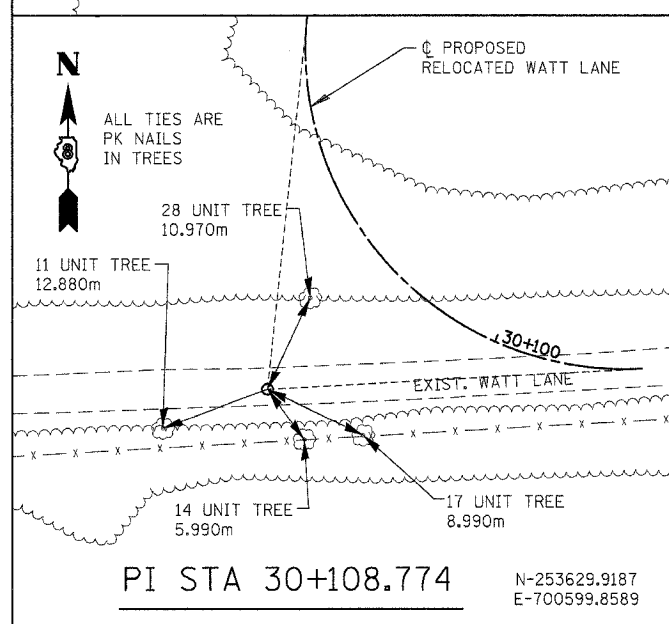 ℄ PROPOSED
RELOCATED WATT LANE
N
8
ALL TIES ARE
PK NAILS
IN TREES
28 UNIT TREE
10.970m
11 UNIT TREE
12.880m
30+100
EXIST. WATT LANE
x x x x x x x x x x x x x
14 UNIT TREE
5.990m
17 UNIT TREE
8.990m
PI STA 30+108.774
N-253629.9187
E-700599.8589